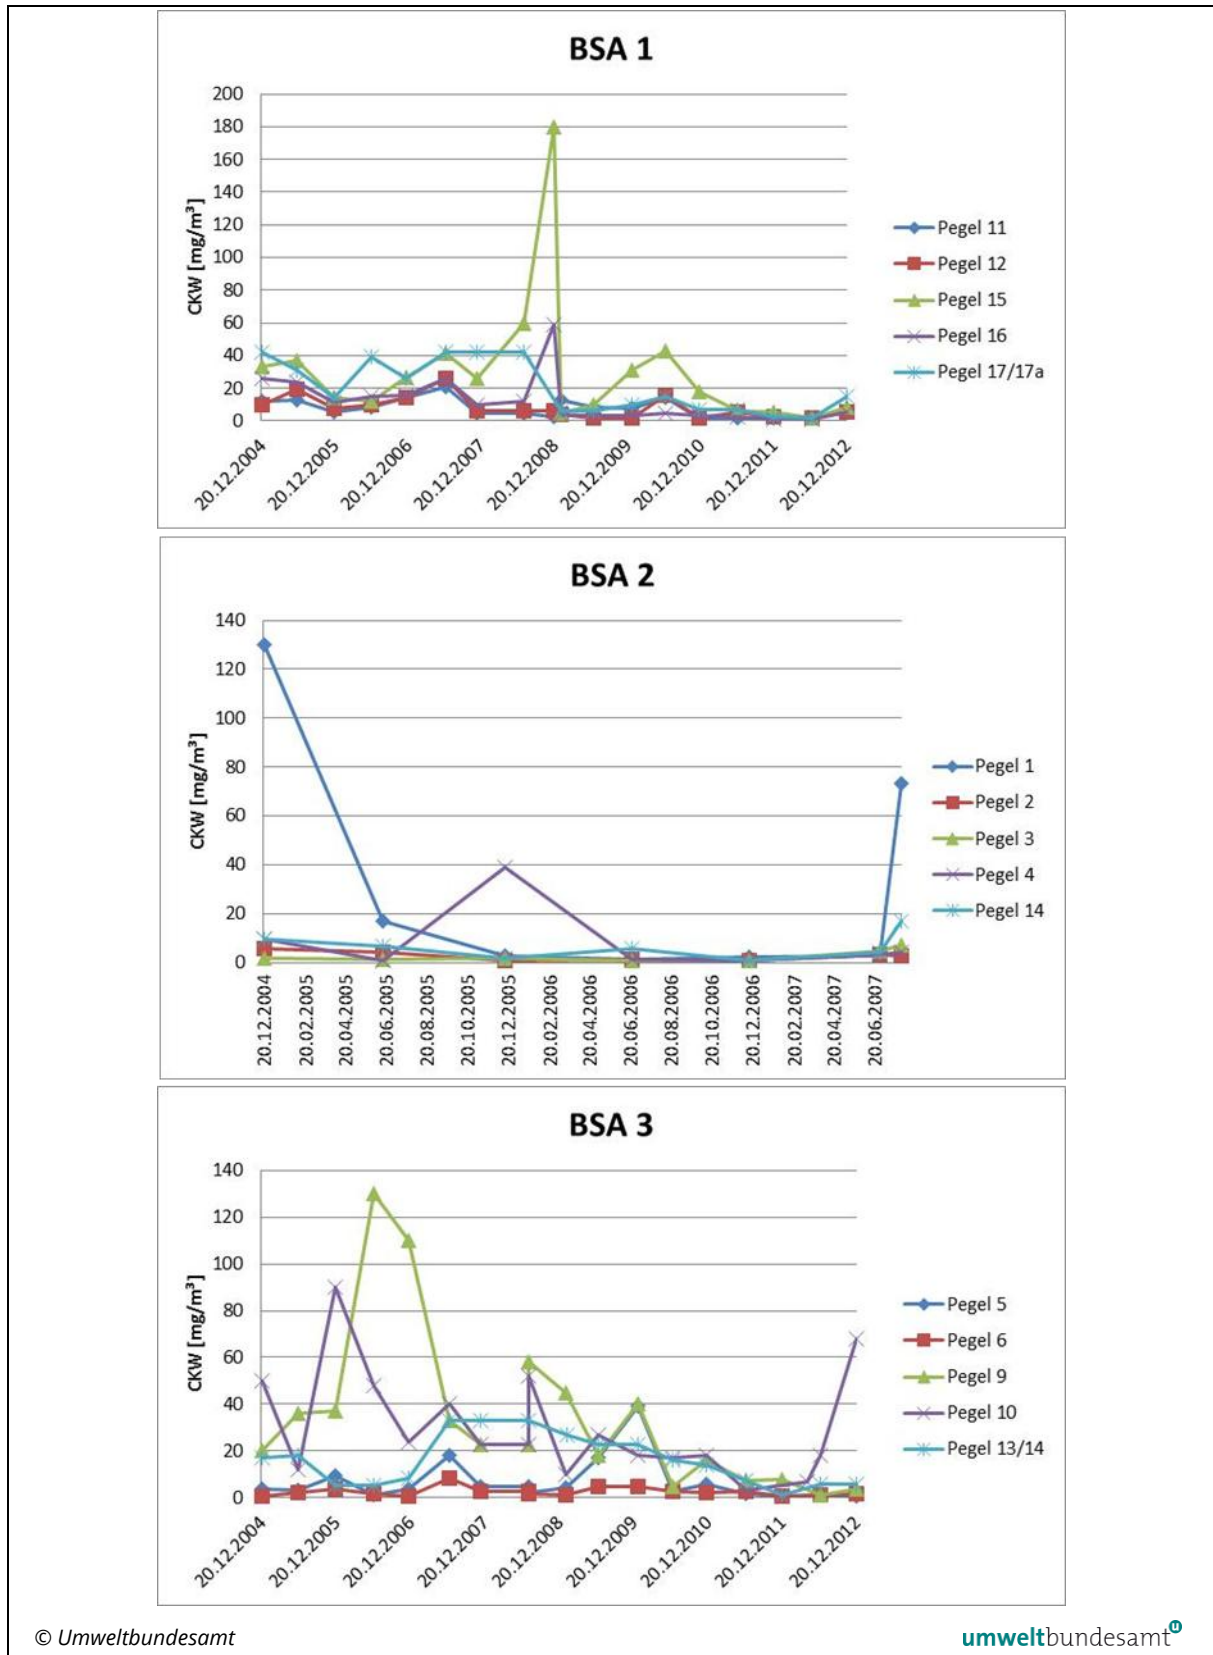 BSA 1
CKW [mg/m³]
200
180
160
140
120
100
80
60
40
20
0
20.12.2004
20.12.2005
20.12.2006
20.12.2007
20.12.2008
20.12.2009
20.12.2010
20.12.2011
20.12.2012
Pegel 11
Pegel 12
Pegel 15
Pegel 16
Pegel 17/17a
BSA 2
CKW [mg/m³]
140
120
100
80
60
40
20
0
20.12.2004
20.02.2005
20.04.2005
20.06.2005
20.08.2005
20.10.2005
20.12.2005
20.02.2006
20.04.2006
20.06.2006
20.08.2006
20.10.2006
20.12.2006
20.02.2007
20.04.2007
20.06.2007
Pegel 1
Pegel 2
Pegel 3
Pegel 4
Pegel 14
BSA 3
CKW [mg/m³]
140
120
100
80
60
40
20
0
20.12.2004
20.12.2005
20.12.2006
20.12.2007
20.12.2008
20.12.2009
20.12.2010
20.12.2011
20.12.2012
Pegel 5
Pegel 6
Pegel 9
Pegel 10
Pegel 13/14
© Umweltbundesamt
umweltbundesamt u